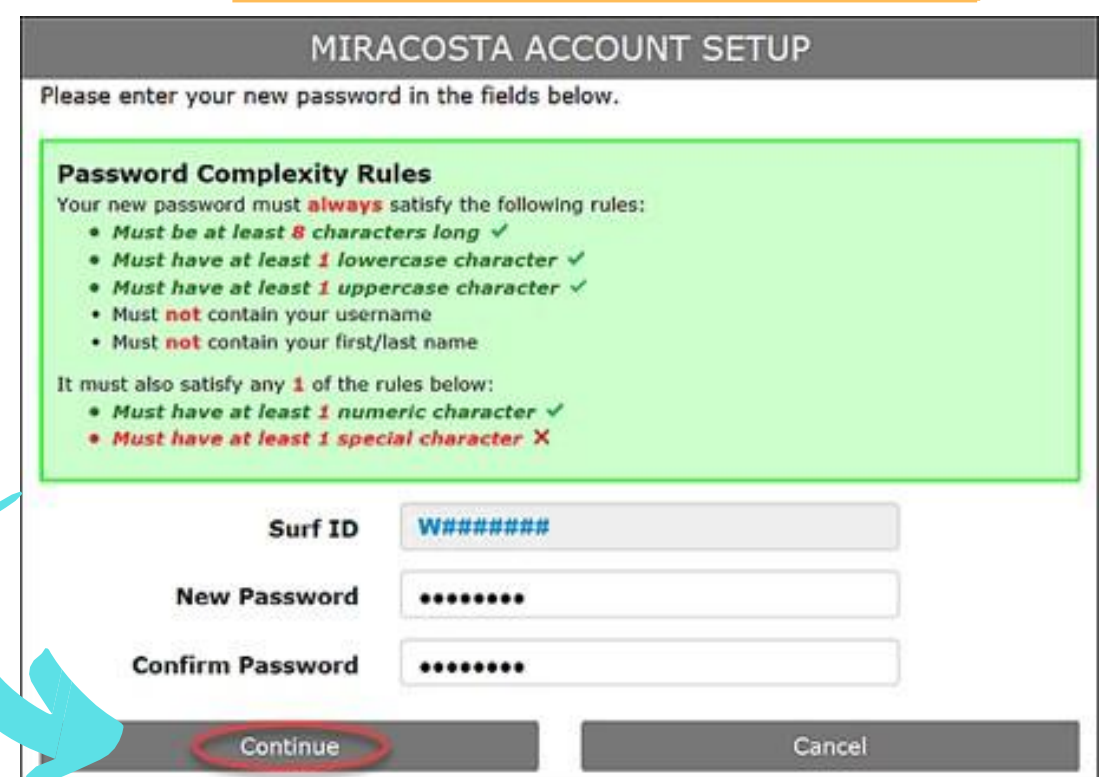 MIRACOSTA ACCOUNT SETUP
Please enter your new password in the fields below.
Password Complexity Rules
Your new password must always satisfy the following rules:
• Must be at least 8 characters long ✓
• Must have at least 1 lowercase character ✓
• Must have at least 1 uppercase character ✓
• Must not contain your username
• Must not contain your first/last name
It must also satisfy any 1 of the rules below:
• Must have at least 1 numeric character ✓
• Must have at least 1 special character ✕
Surf ID W#######
New Password ••••••••
Confirm Password ••••••••
Continue Cancel